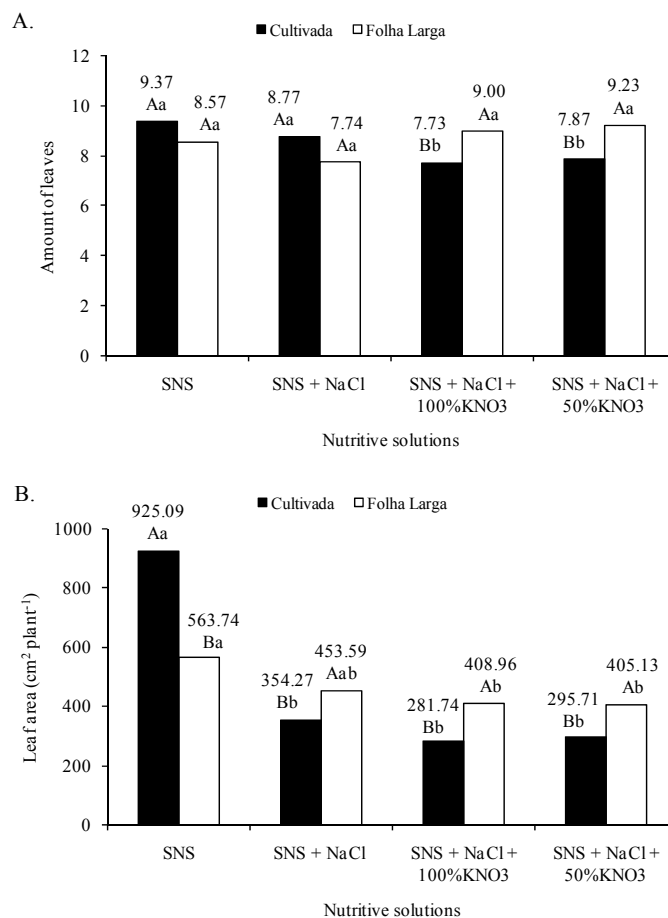 A.
Cultivada Folha Larga
12
10
8
6
4
2
0
Amount of leaves
9.37 8.57 8.77 7.74 7.73 9.00 7.87 9.23
Aa Aa Aa Aa Bb Aa Bb Aa
SNS SNS + NaCl SNS + NaCl + SNS + NaCl +
100%KNO3 50%KNO3
Nutritive solutions
B.
Cultivada Folha Larga
1000
800
600
400
200
0
Leaf area (cm² plant⁻¹)
925.09 563.74 354.27 453.59 281.74 408.96 295.71 405.13
Aa Ba Bb Aab Bb Ab Bb Ab
SNS SNS + NaCl SNS + NaCl + SNS + NaCl +
100%KNO3 50%KNO3
Nutritive solutions